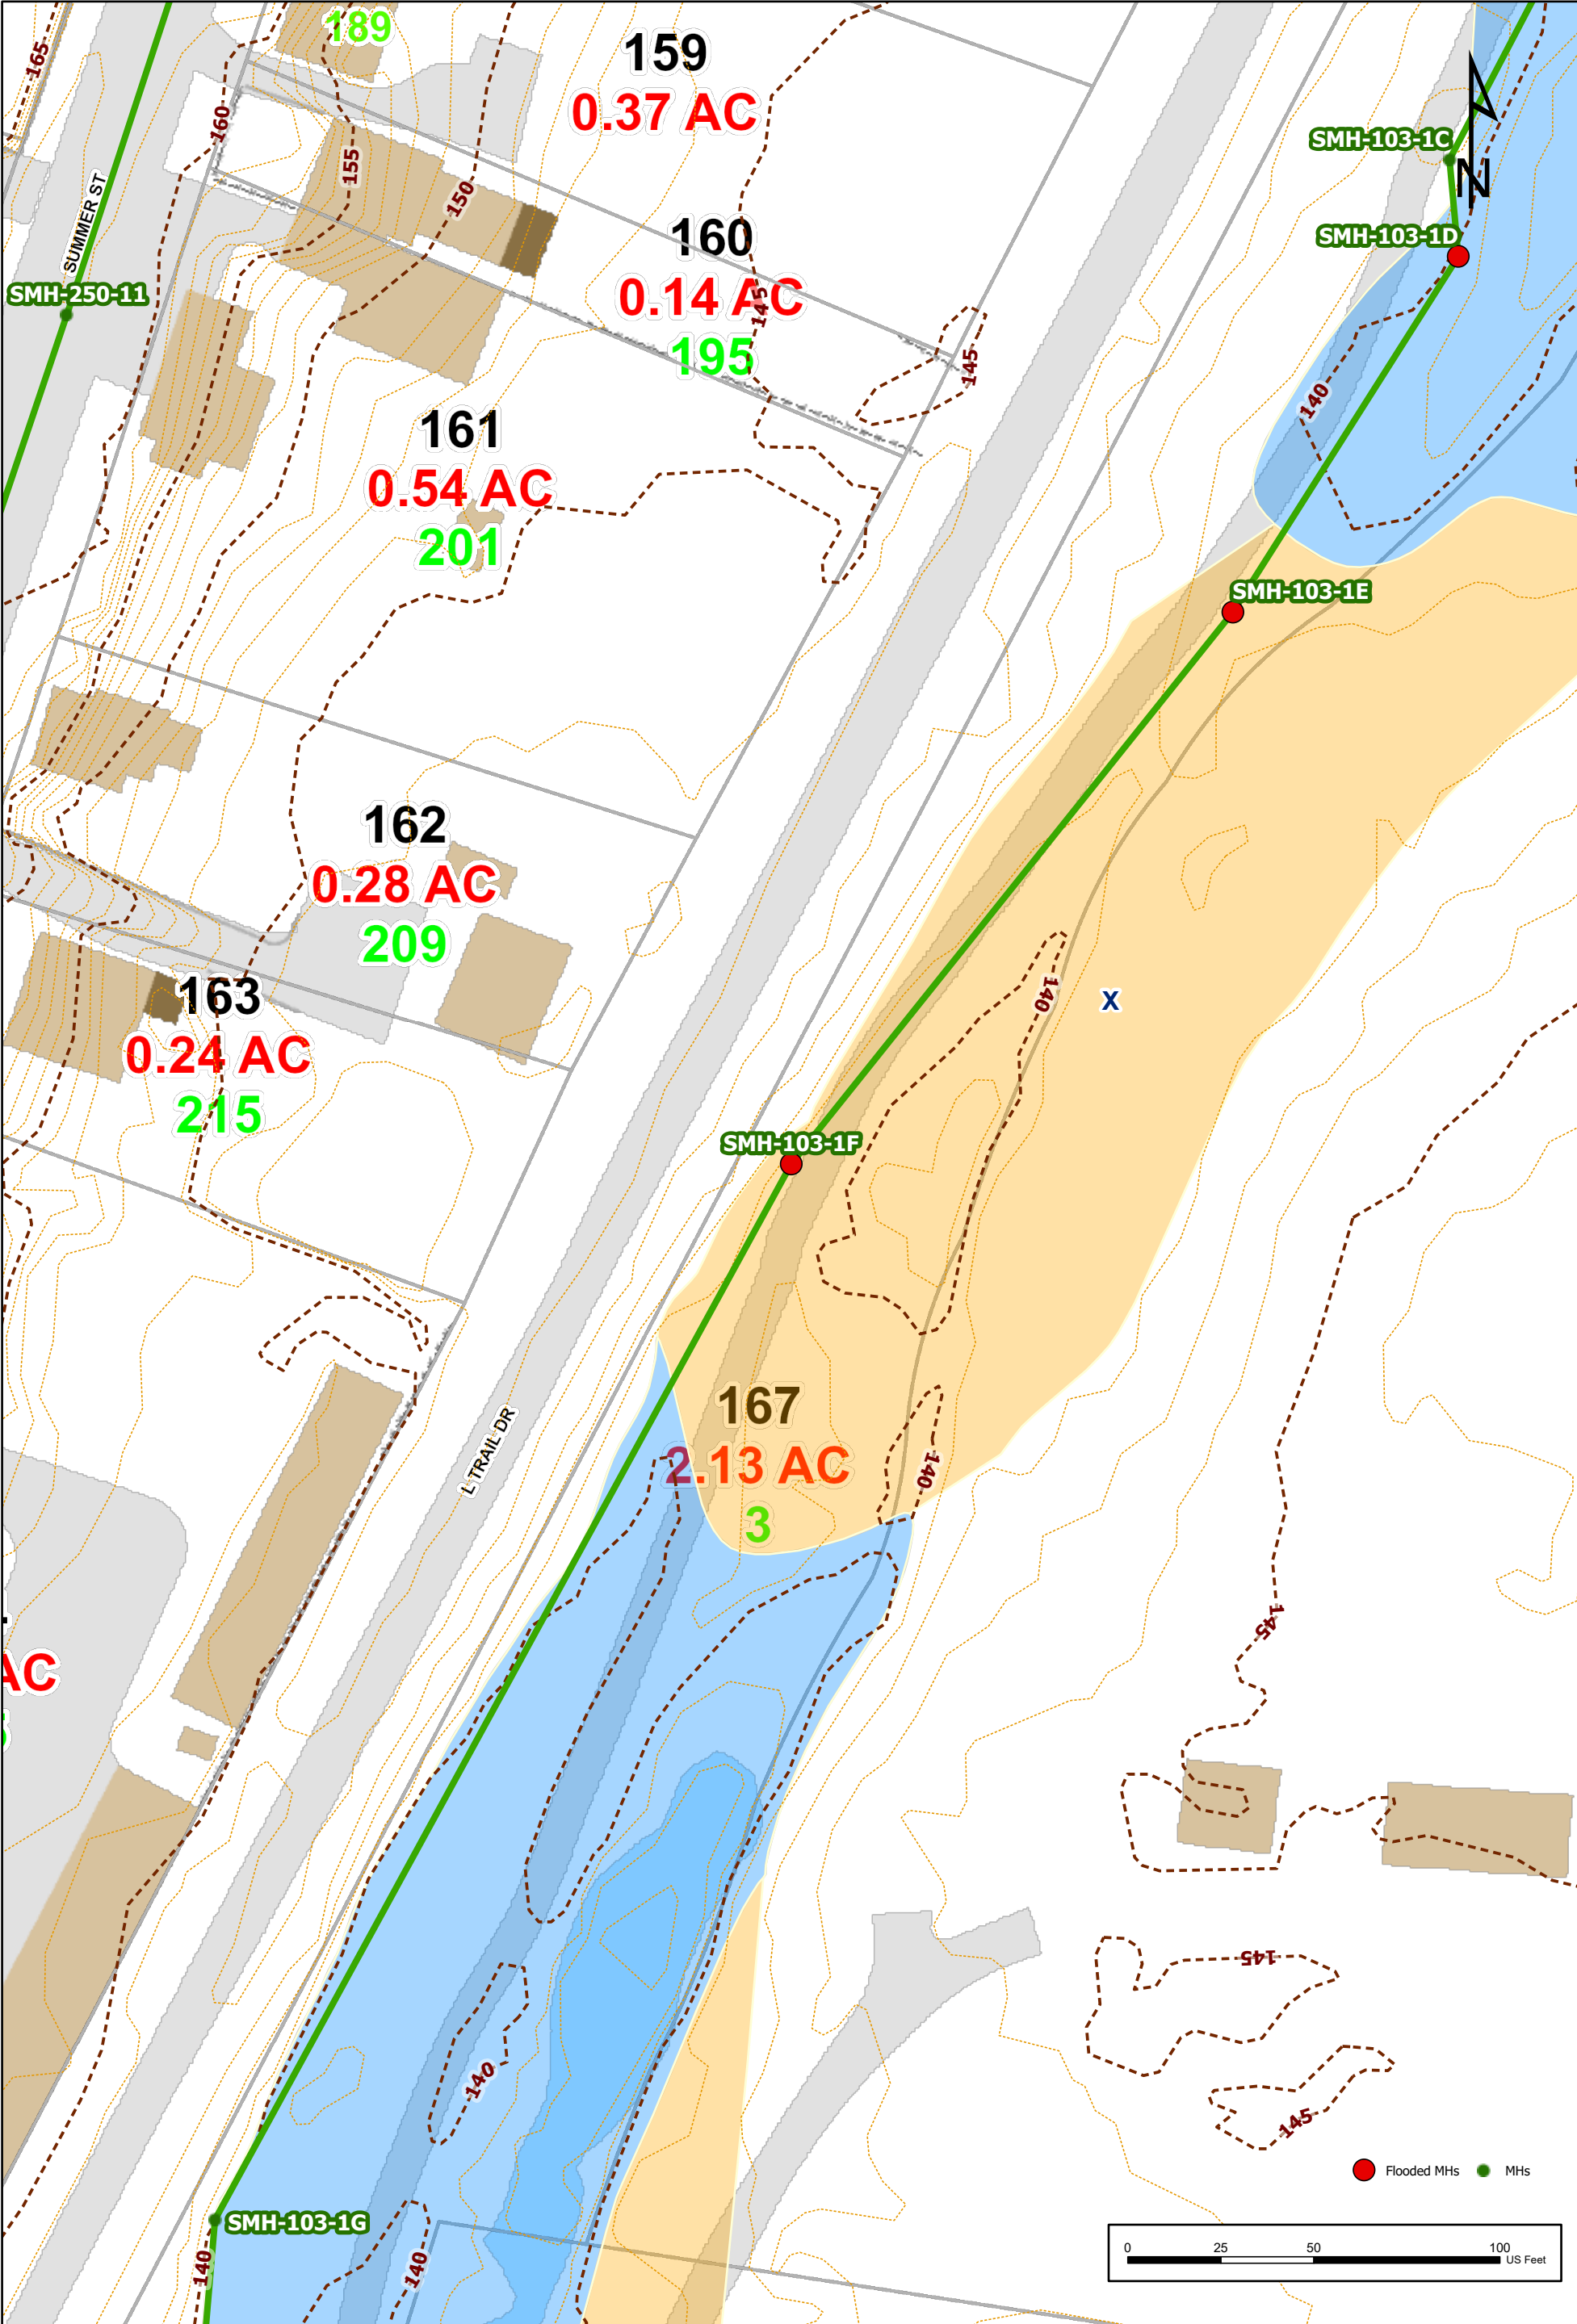 189
159
0.37 AC
165
160
155
150
SMH-103-1C
N
SUMMER ST
160
0.14 AC
195
145
SMH-103-1D
SMH-250-11
145
140
161
0.54 AC
201
SMH-103-1E
162
0.28 AC
209
163
0.24 AC
215
140
X
SMH-103-1F
167
2.13 AC
3
140
L TRAIL DR
145
AC
145
140
145
Flooded MHs
MHs
SMH-103-1G
140
140
0 25 50 100
US Feet